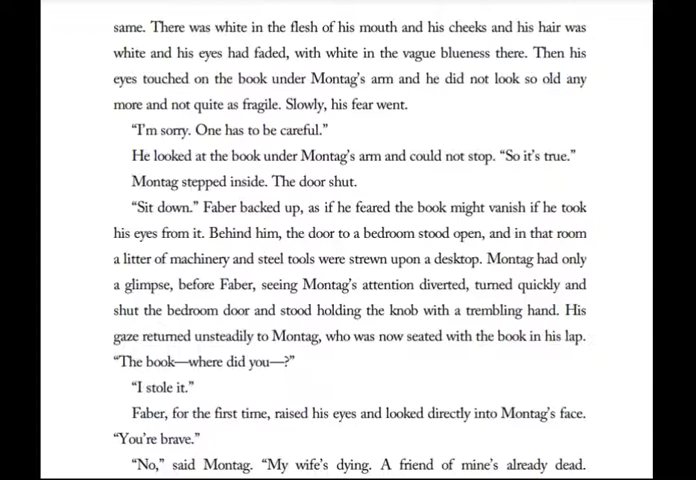 same. There was white in the flesh of his mouth and his cheeks and his hair was
white and his eyes had faded, with white in the vague blueness there. Then his
eyes touched on the book under Montag’s arm and he did not look so old any
more and not quite as fragile. Slowly, his fear went.
“I’m sorry. One has to be careful.”
He looked at the book under Montag’s arm and could not stop. “So it’s true.”
Montag stepped inside. The door shut.
“Sit down.” Faber backed up, as if he feared the book might vanish if he took
his eyes from it. Behind him, the door to a bedroom stood open, and in that room
a litter of machinery and steel tools were strewn upon a desktop. Montag had only
a glimpse, before Faber, seeing Montag’s attention diverted, turned quickly and
shut the bedroom door and stood holding the knob with a trembling hand. His
gaze returned unsteadily to Montag, who was now seated with the book in his lap.
“The book—where did you—?”
“I stole it.”
Faber, for the first time, raised his eyes and looked directly into Montag’s face.
“You’re brave.”
“No,” said Montag. “My wife’s dying. A friend of mine’s already dead.